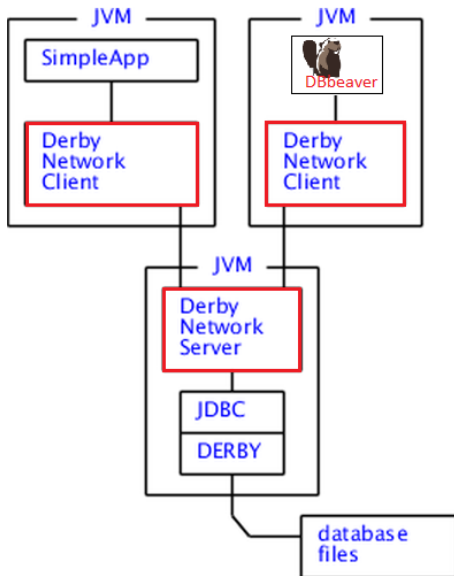 JVM
SimpleApp
Derby
Network
Client
JVM
DBbeaver
Derby
Network
Client
JVM
Derby
Network
Server
JDBC
DERBY
database
files